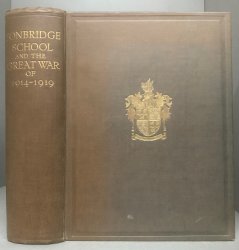 TONBRIDGE
SCHOOL
AND THE
GREAT WAR
OF
1914-1919